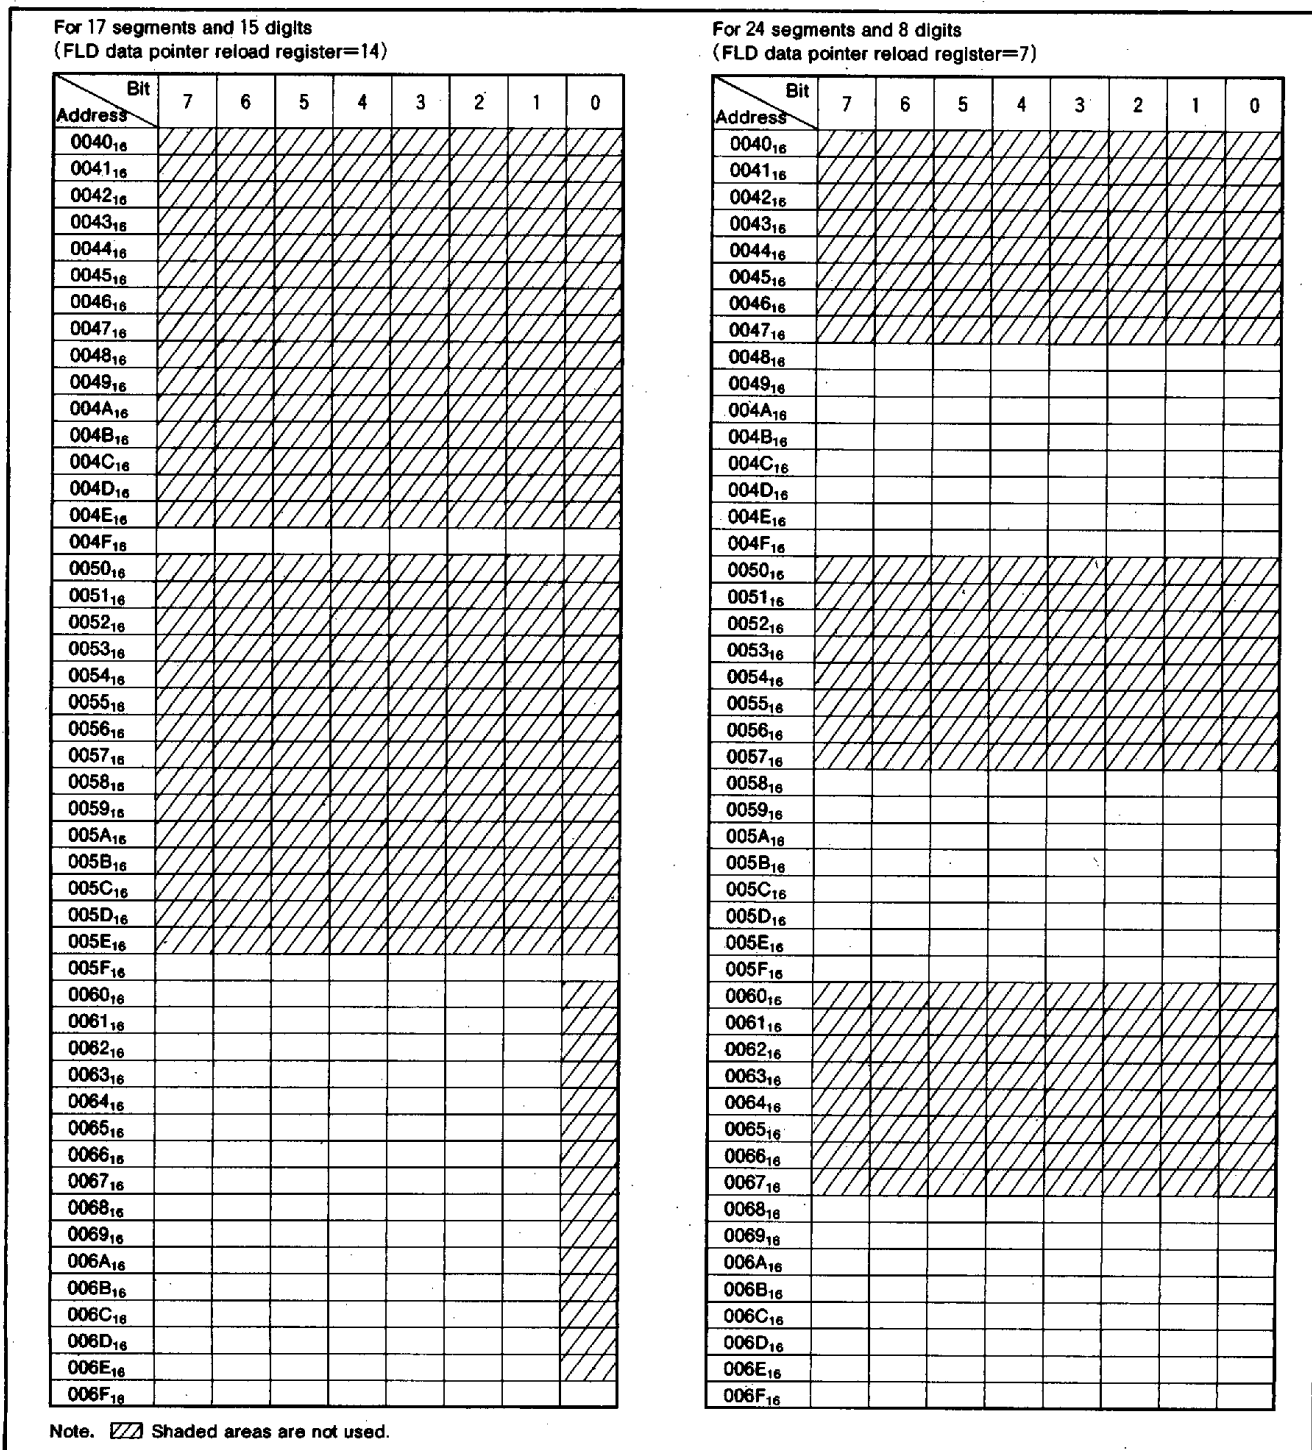 For 17 segments and 15 digits
(FLD data pointer reload register=14)
Bit
Address 7 6 5 4 3 2 1 0
0040₁₆
0041₁₆
0042₁₆
0043₁₆
0044₁₆
0045₁₆
0046₁₆
0047₁₆
0048₁₆
0049₁₆
004A₁₆
004B₁₆
004C₁₆
004D₁₆
004E₁₆
004F₁₆
0050₁₆
0051₁₆
0052₁₆
0053₁₆
0054₁₆
0055₁₆
0056₁₆
0057₁₆
0058₁₆
0059₁₆
005A₁₆
005B₁₆
005C₁₆
005D₁₆
005E₁₆
005F₁₆
0060₁₆
0061₁₆
0062₁₆
0063₁₆
0064₁₆
0065₁₆
0066₁₆
0067₁₆
0068₁₆
0069₁₆
006A₁₆
006B₁₆
006C₁₆
006D₁₆
006E₁₆
006F₁₆
Note. Shaded areas are not used.
For 24 segments and 8 digits
(FLD data pointer reload register=7)
Bit
Address 7 6 5 4 3 2 1 0
0040₁₆
0041₁₆
0042₁₆
0043₁₆
0044₁₆
0045₁₆
0046₁₆
0047₁₆
0048₁₆
0049₁₆
004A₁₆
004B₁₆
004C₁₆
004D₁₆
004E₁₆
004F₁₆
0050₁₆
0051₁₆
0052₁₆
0053₁₆
0054₁₆
0055₁₆
0056₁₆
0057₁₆
0058₁₆
0059₁₆
005A₁₆
005B₁₆
005C₁₆
005D₁₆
005E₁₆
005F₁₆
0060₁₆
0061₁₆
0062₁₆
0063₁₆
0064₁₆
0065₁₆
0066₁₆
0067₁₆
0068₁₆
0069₁₆
006A₁₆
006B₁₆
006C₁₆
006D₁₆
006E₁₆
006F₁₆